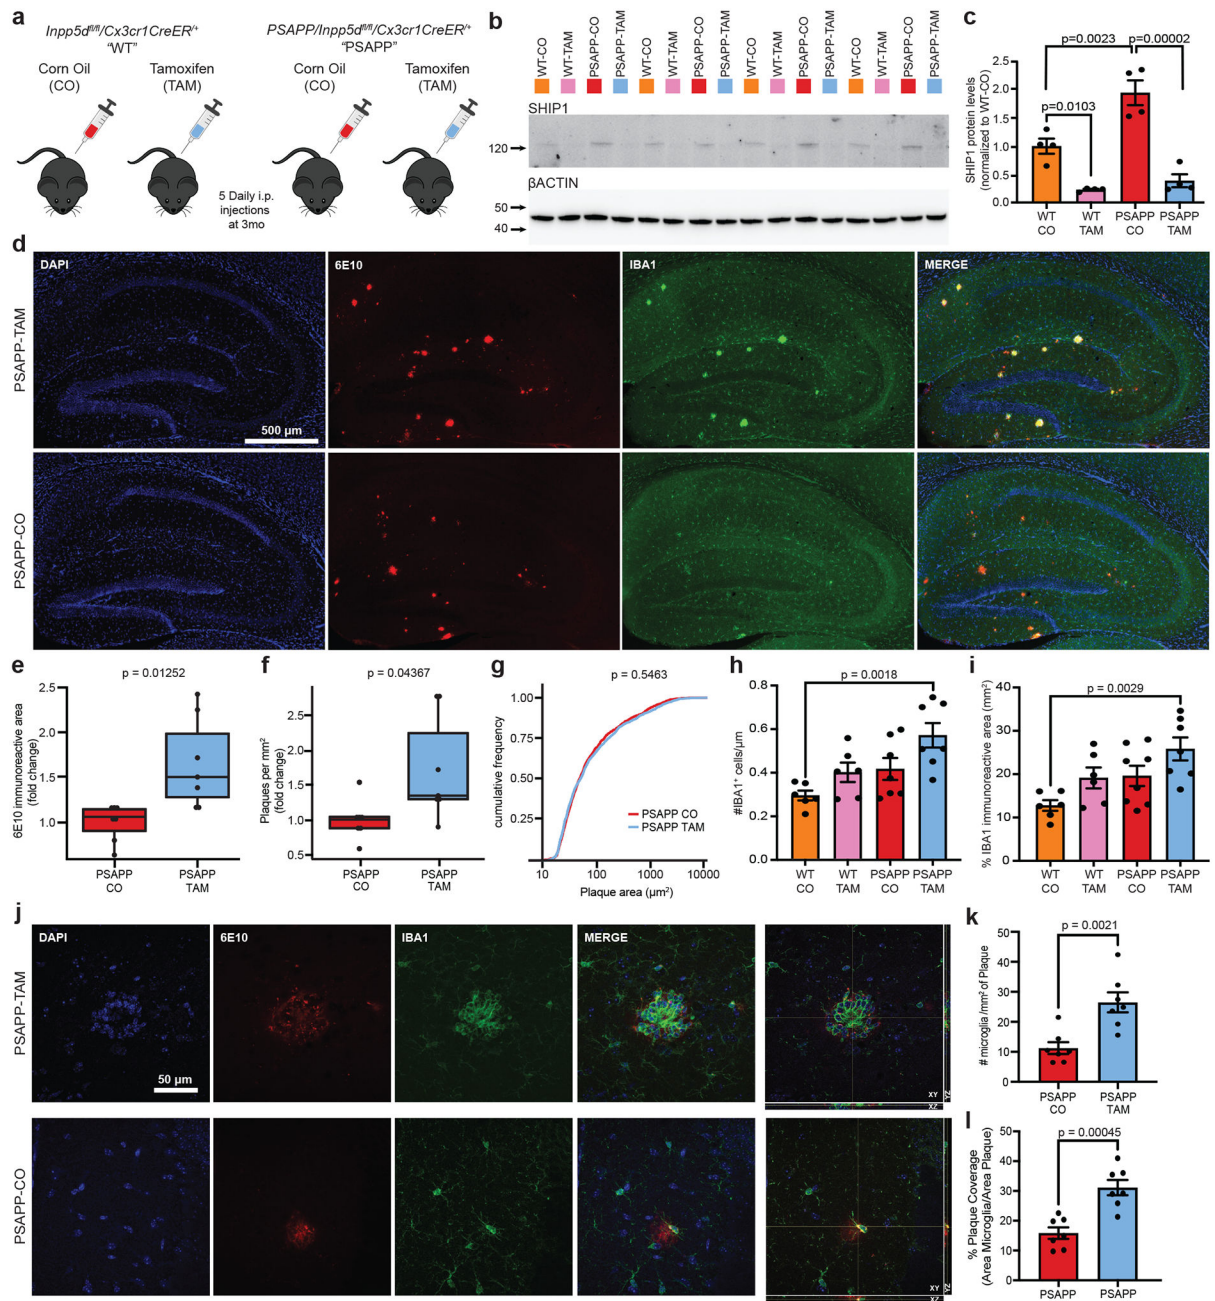 a
Inpp5dfl/fl/Cx3cr1CreER/+
“WT”
PSAPP/Inpp5dfl/fl/Cx3cr1CreER/+
“PSAPP”
Corn Oil
(CO)
Tamoxifen
(TAM)
Corn Oil
(CO)
Tamoxifen
(TAM)
5 Daily i.p.
injections
at 3mo
b
WT-CO
WT-TAM
PSAPP-CO
PSAPP-TAM
WT-CO
WT-TAM
PSAPP-CO
PSAPP-TAM
WT-CO
WT-TAM
PSAPP-CO
PSAPP-TAM
WT-CO
WT-TAM
PSAPP-CO
PSAPP-TAM
SHIP1
120
βACTIN
50
40
c
p=0.0023
p=0.00002
p=0.0103
SHIP1 protein levels
(normalized to WT-CO)
2.5
2.0
1.5
1.0
0.5
0.0
WT
CO
WT
TAM
PSAPP
CO
PSAPP
TAM
d
PSAPP-TAM
DAPI
6E10
IBA1
MERGE
500 µm
PSAPP-CO
e
p = 0.01252
6E10 immunoreactive area
(fold change)
2.5
2.0
1.5
1.0
PSAPP
CO
PSAPP
TAM
f
p = 0.04367
Plaques per mm²
(fold change)
2.5
2.0
1.5
1.0
0.5
PSAPP
CO
PSAPP
TAM
g
p = 0.5463
cumulative frequency
1.00
0.75
0.50
0.25
PSAPP CO
PSAPP TAM
10
100
1000
10000
Plaque area (µm²)
h
p = 0.0018
#IBA1⁺ cells/µm
0.8
0.6
0.4
0.2
0.0
WT
CO
WT
TAM
PSAPP
CO
PSAPP
TAM
i
p = 0.0029
% IBA1 immunoreactive area (mm²)
40
30
20
10
0
WT
CO
WT
TAM
PSAPP
CO
PSAPP
TAM
j
PSAPP-TAM
DAPI
6E10
IBA1
MERGE
50 µm
XY
YZ
XZ
PSAPP-CO
XY
YZ
XZ
k
p = 0.0021
# microglia /mm² of Plaque
50
40
30
20
10
0
PSAPP
CO
PSAPP
TAM
l
p = 0.00045
% Plaque Coverage
(Area Microglia/Area Plaque)
50
40
30
20
10
0
PSAPP
PSAPP